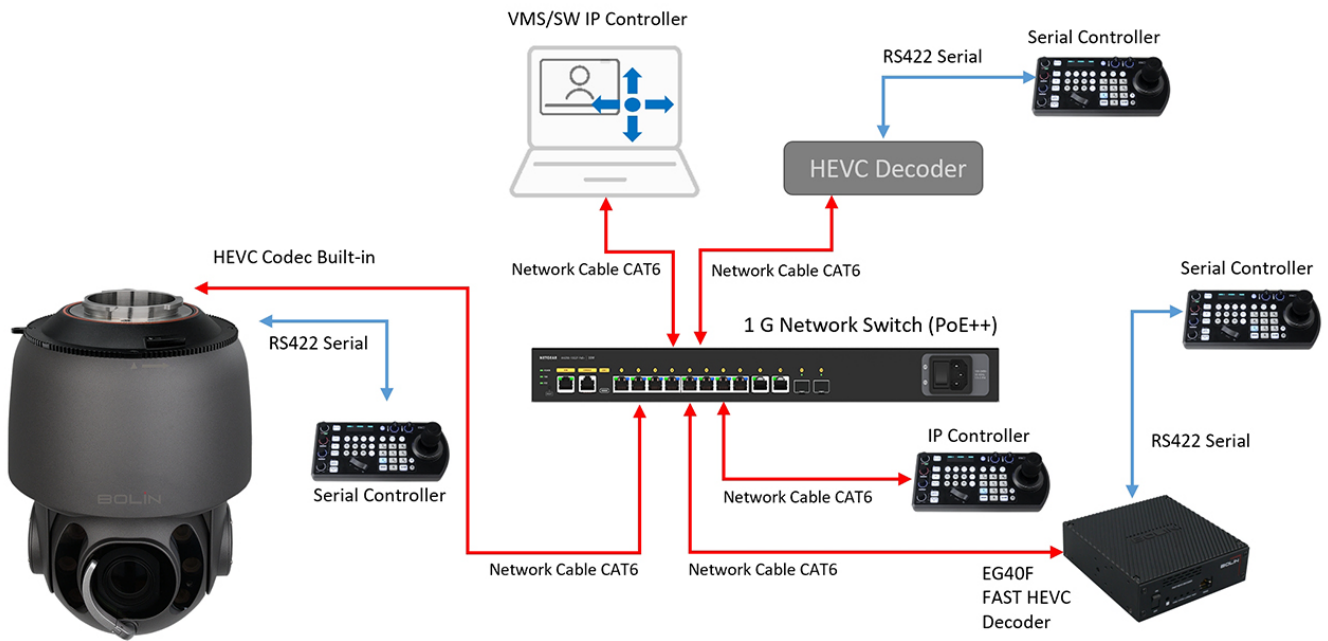 VMS/SW IP Controller
Serial Controller
RS422 Serial
HEVC Decoder
HEVC Codec Built-in
Network Cable CAT6
Network Cable CAT6
Serial Controller
RS422 Serial
1 G Network Switch (PoE++)
NETGEAR
RS422 Serial
IP Controller
BOLIN
Serial Controller
Network Cable CAT6
Network Cable CAT6
Network Cable CAT6
EG40F
FAST HEVC
Decoder
BOLIN